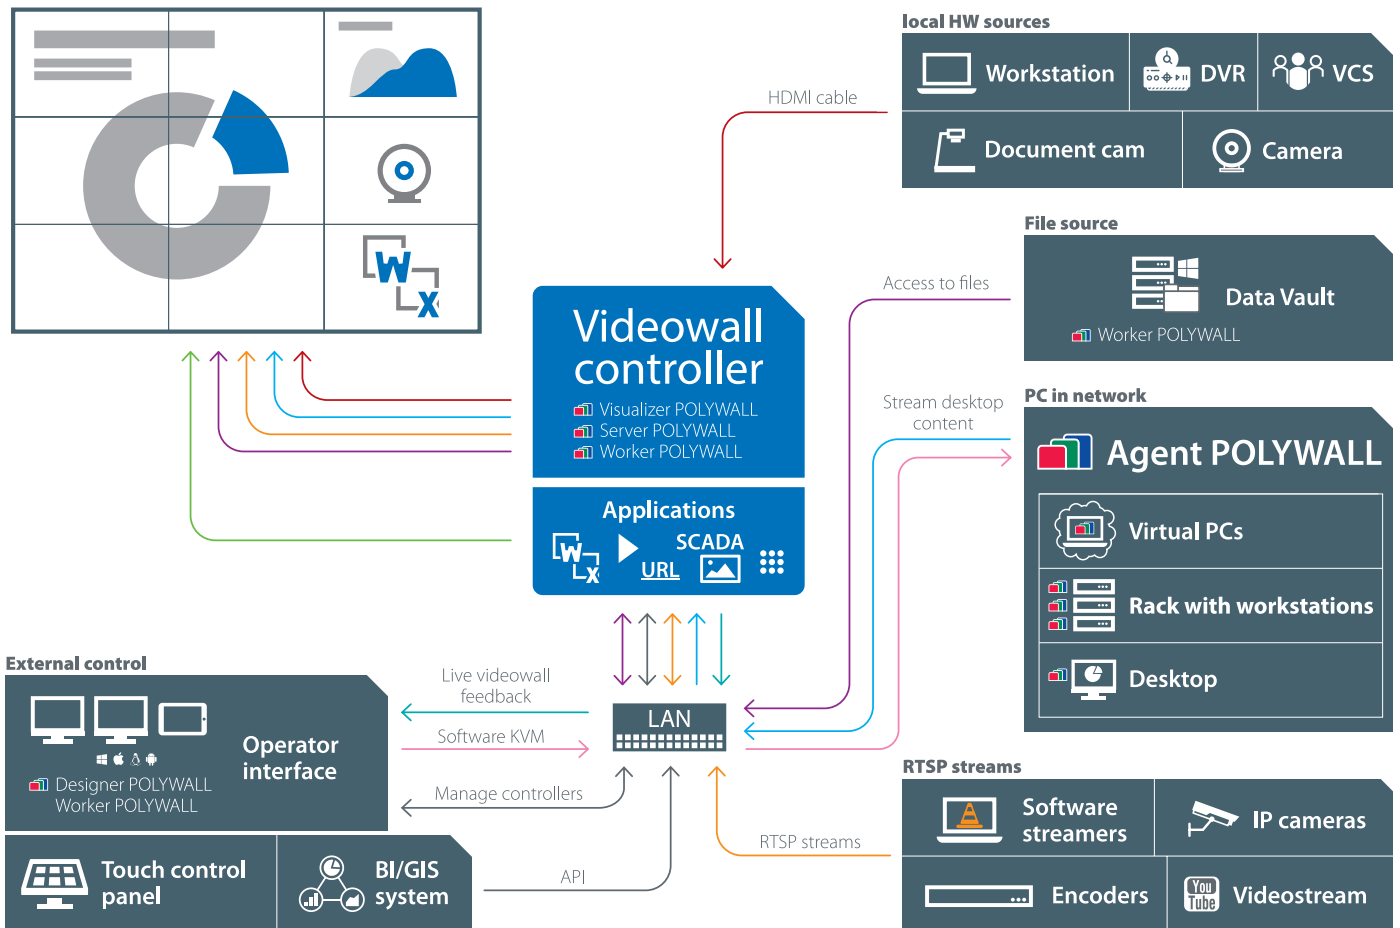 local HW sources
Workstation
DVR
VCS
Document cam
Camera
HDMI cable
File source
Data Vault
Worker POLYWALL
Access to files
W
X
Videowall
controller
Visualizer POLYWALL
Server POLYWALL
Worker POLYWALL
Applications
W
X
SCADA
URL
Stream desktop
content
PC in network
Agent POLYWALL
Virtual PCs
Rack with workstations
Desktop
External control
Operator
interface
Designer POLYWALL
Worker POLYWALL
Touch control
panel
BI/GIS
system
Live videowall
feedback
Software KVM
Manage controllers
API
LAN
RTSP streams
RTSP streams
Software
streamers
IP cameras
Encoders
You
Tube
Videostream